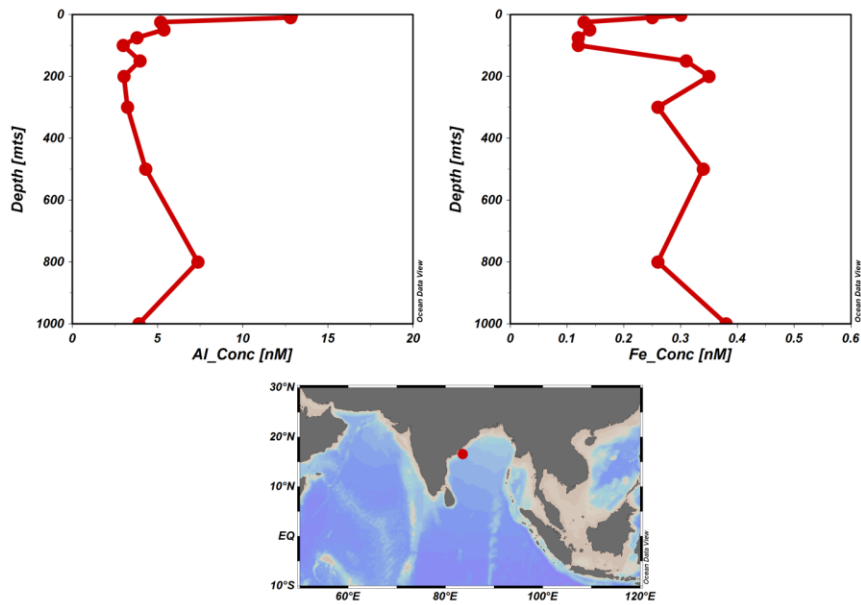 0
200
400
600
800
1000
Depth [mts]
0
5
10
15
20
Al_Conc [nM]
Ocean Data View
0
200
400
600
800
1000
Depth [mts]
0
0.1
0.2
0.3
0.4
0.5
0.6
Fe_Conc [nM]
Ocean Data View
30°N
20°N
10°N
EQ
10°S
60°E
80°E
100°E
120°E
Ocean Data View